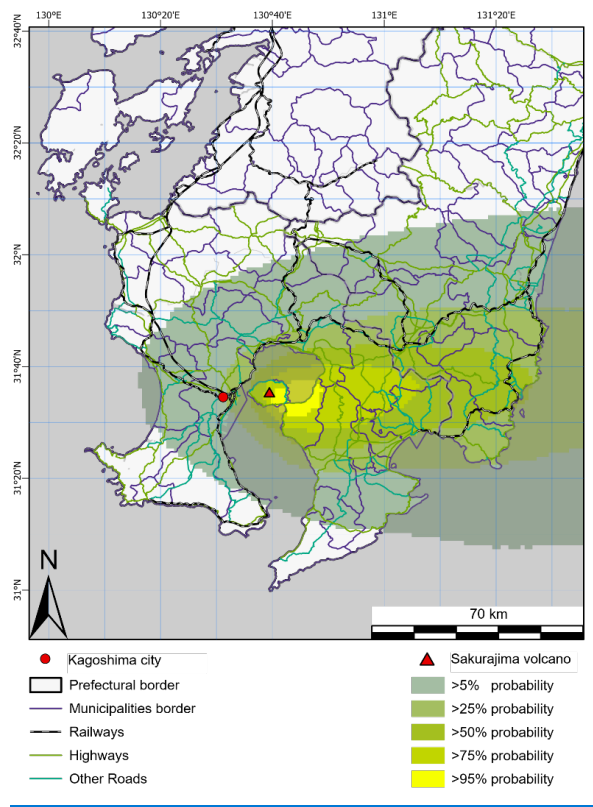 130°E 130°20'E 130°40'E 131°E 131°20'E
32°40'N
32°20'N
32°N
31°40'N
31°20'N
31°N
N
70 km
Kagoshima city
Prefectural border
Municipalities border
Railways
Highways
Other Roads
Sakurajima volcano
>5% probability
>25% probability
>50% probability
>75% probability
>95% probability